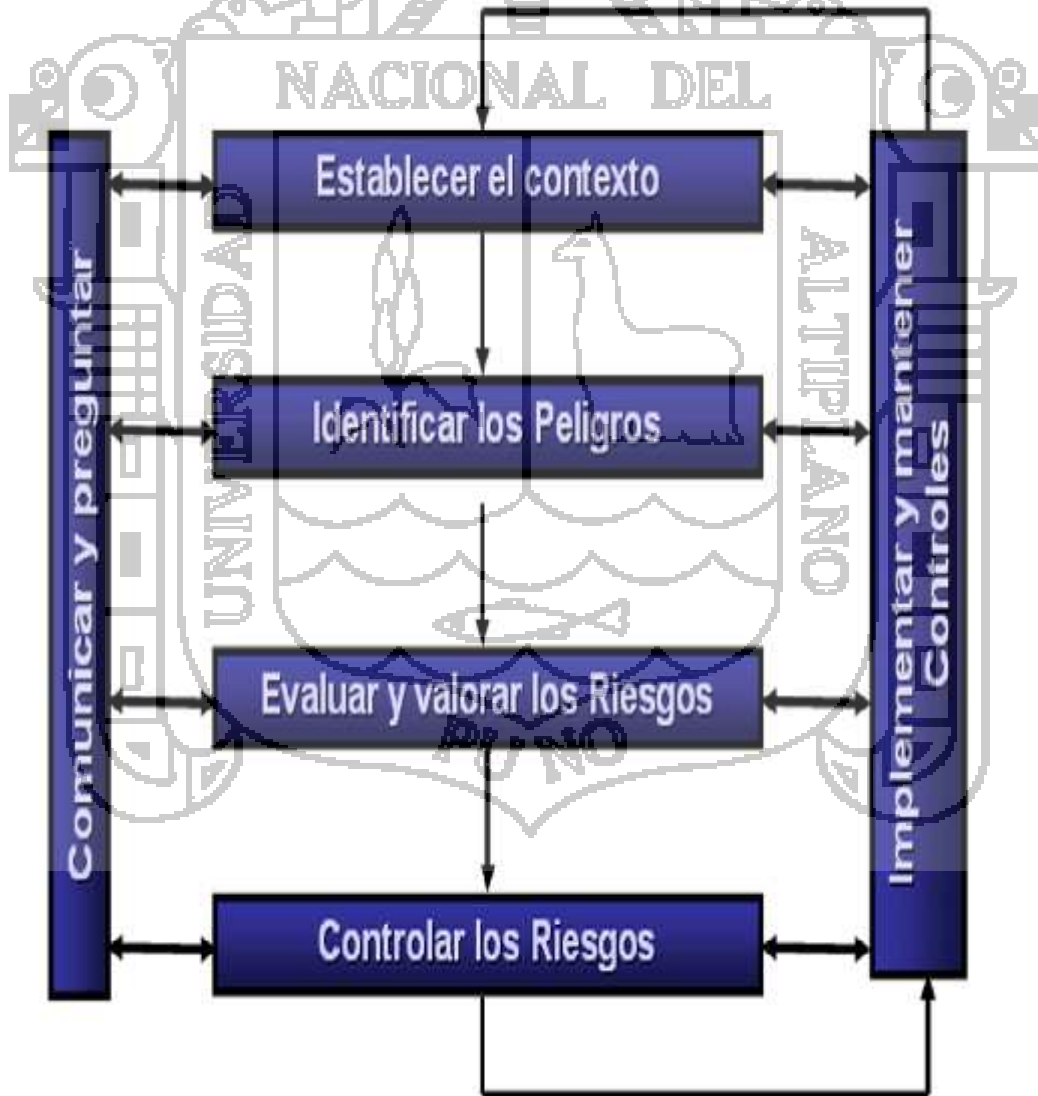 NACIONAL DEL
UNIVERSIDAD
ALTIPLANO
PUNO
Comunicar y preguntar
Establecer el contexto
Identificar los Peligros
Evaluar y valorar los Riesgos
Controlar los Riesgos
Implementar y mantener
Controles